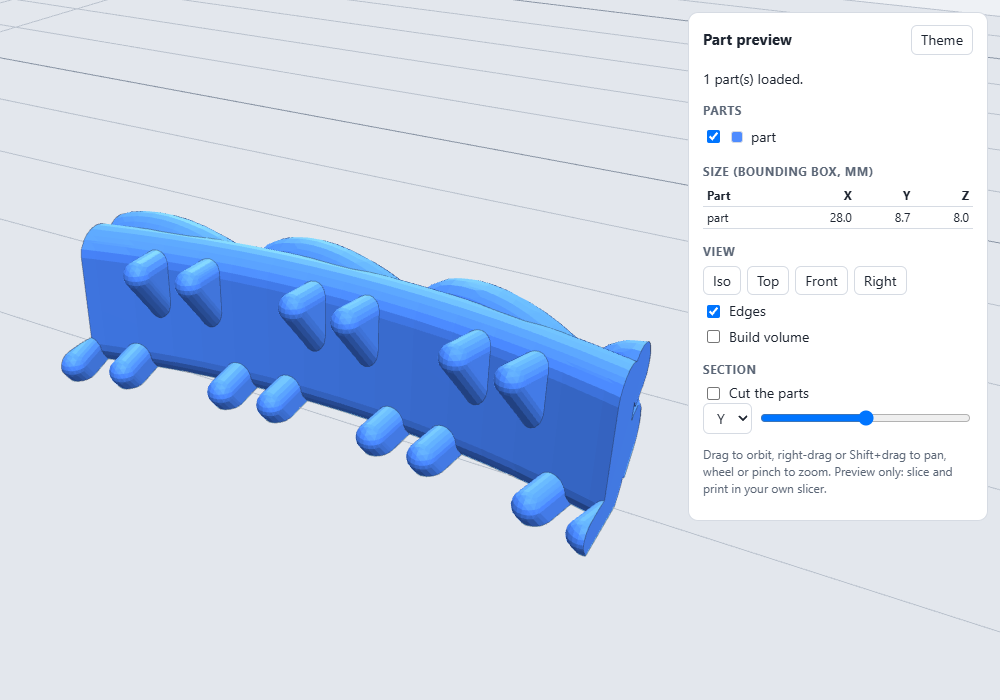 Part preview
Theme
1 part(s) loaded.
PARTS
part
SIZE (BOUNDING BOX, MM)
Part X Y Z
part 28.0 8.7 8.0
VIEW
Iso Top Front Right
Edges
Build volume
SECTION
Cut the parts
Y
Drag to orbit, right-drag or Shift+drag to pan,
wheel or pinch to zoom. Preview only: slice and
print in your own slicer.